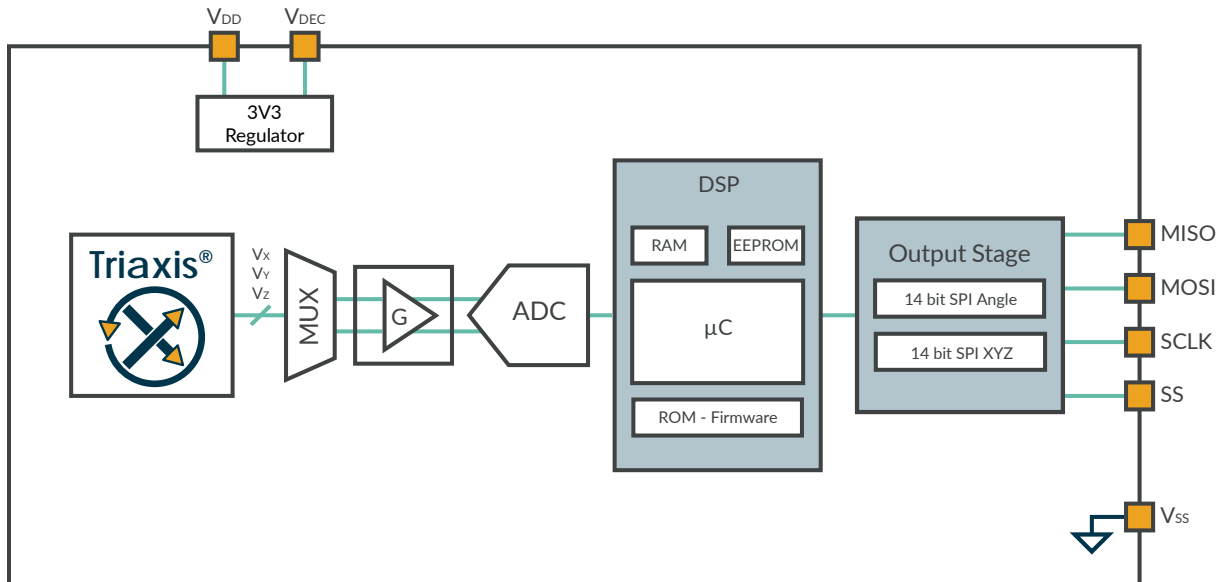 VDD
VDEC
3V3
Regulator
Triaxis®
VX
VY
VZ
MUX
G
ADC
DSP
RAM
EEPROM
µC
ROM - Firmware
Output Stage
14 bit SPI Angle
14 bit SPI XYZ
MISO
MOSI
SCLK
SS
VSS